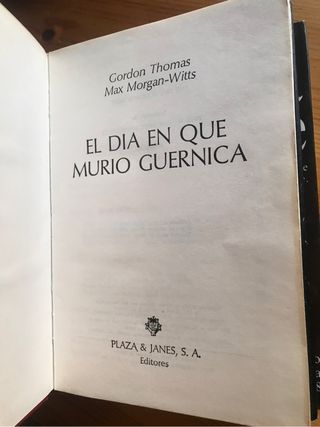 Gordon Thomas
Max Morgan-Witts
EL DIA EN QUE
MURIO GUERNICA
PLAZA & JANES, S. A.
Editores